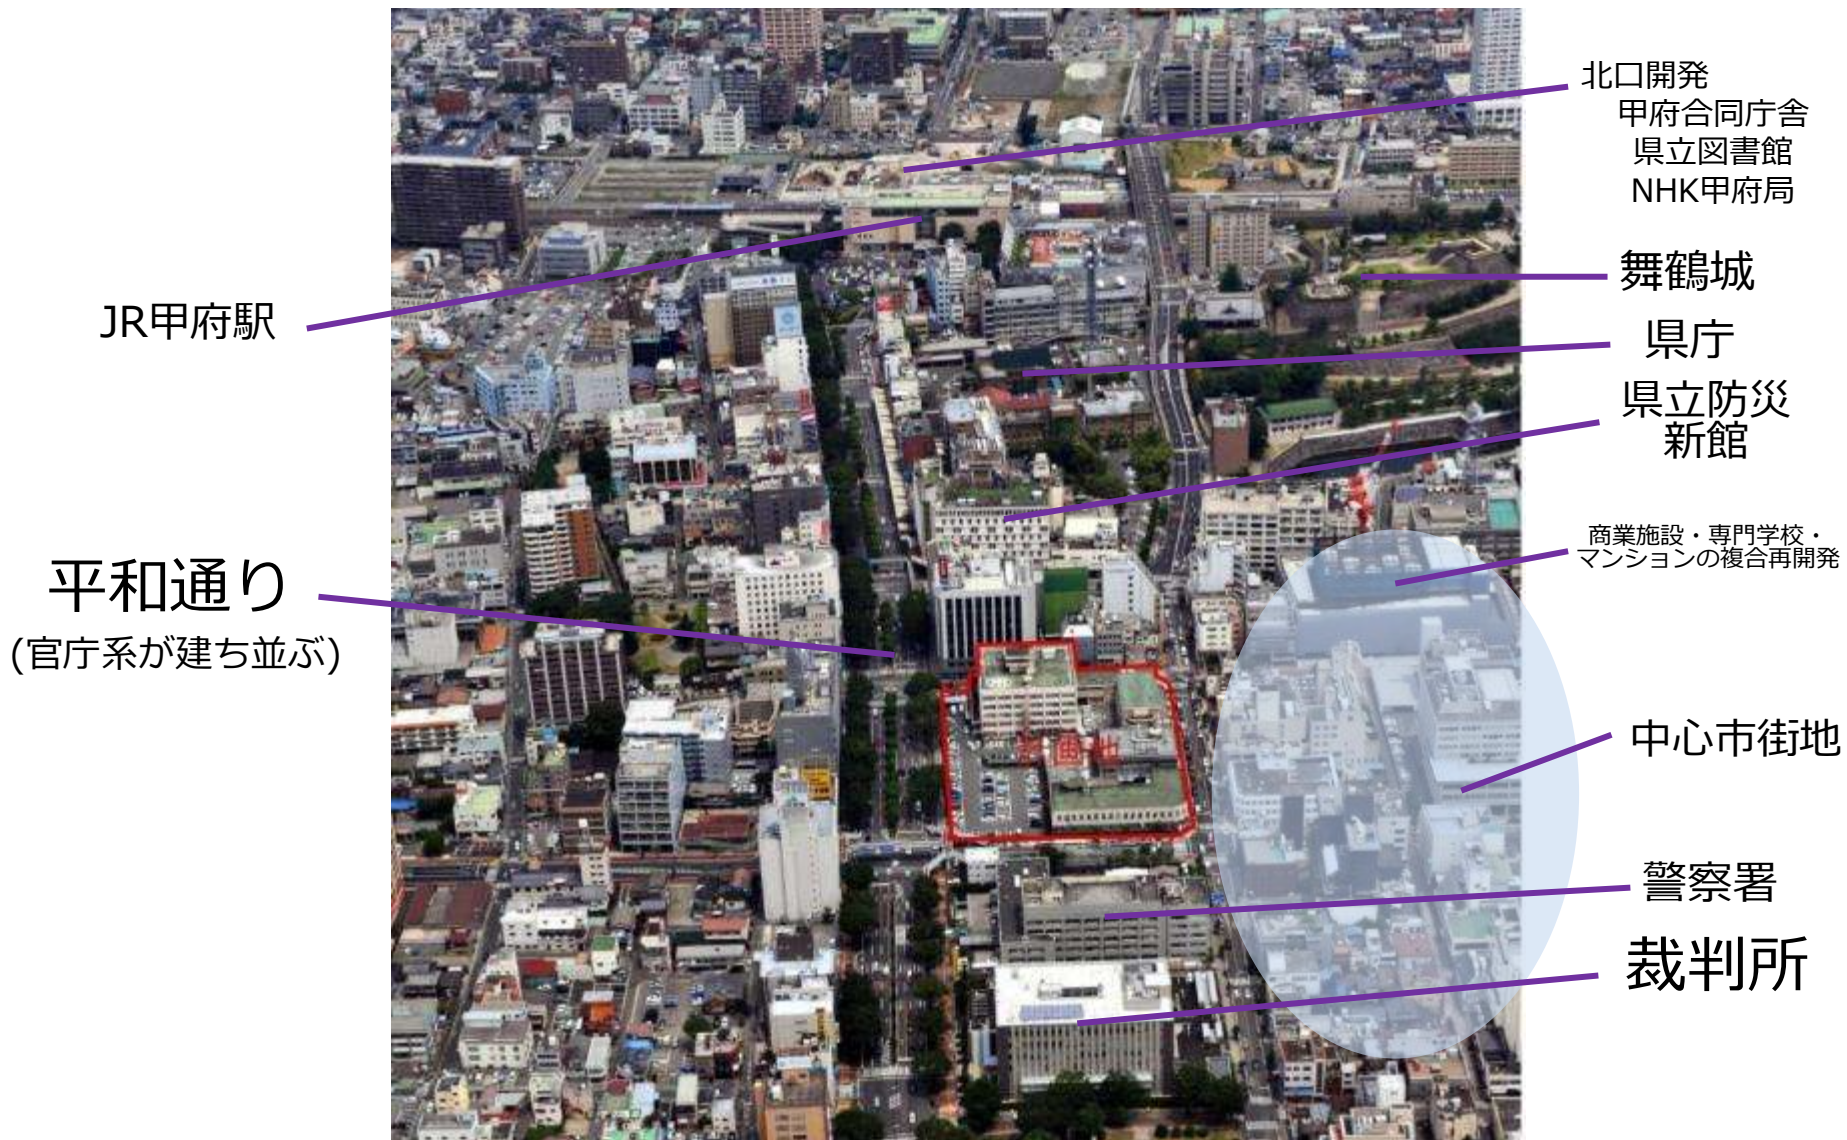 北口開発
甲府合同庁舎
県立図書館
NHK甲府局
舞鶴城
JR甲府駅
県庁
県立防災
新館
商業施設・専門学校・
マンションの複合再開発
平和通り
(官庁系が建ち並ぶ)
中心市街地
警察署
裁判所